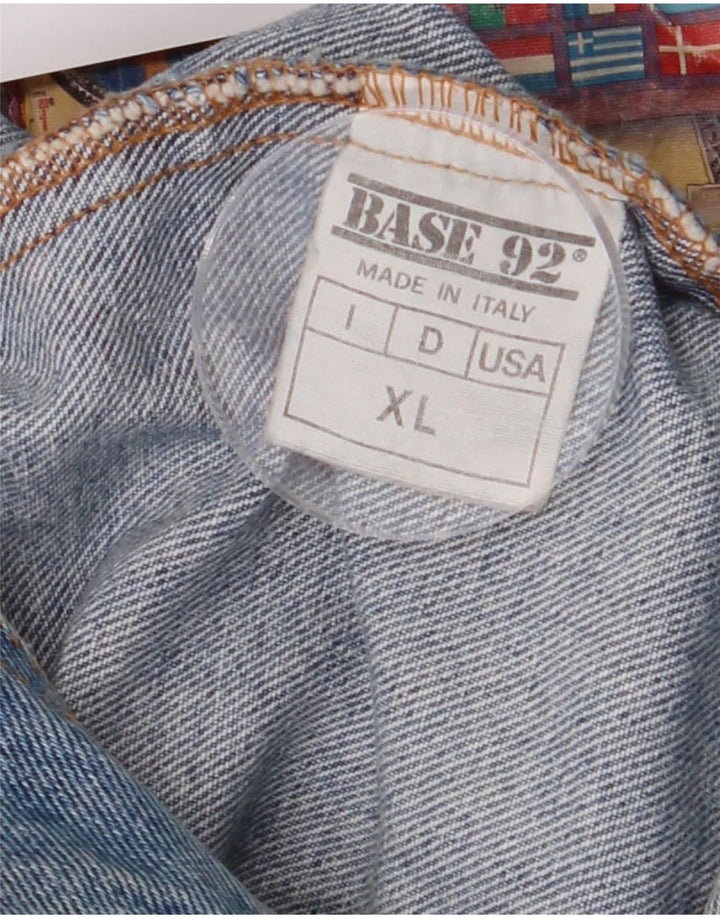 BASE 92®
MADE IN ITALY
I D USA
XL